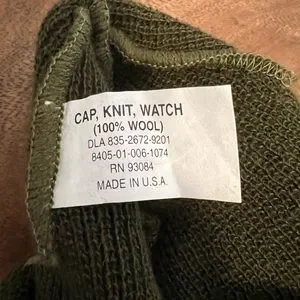 CAP, KNIT, WATCH
(100% WOOL)
DLA 835-2672-9201
8405-01-006-1074
RN 93084
MADE IN U.S.A.